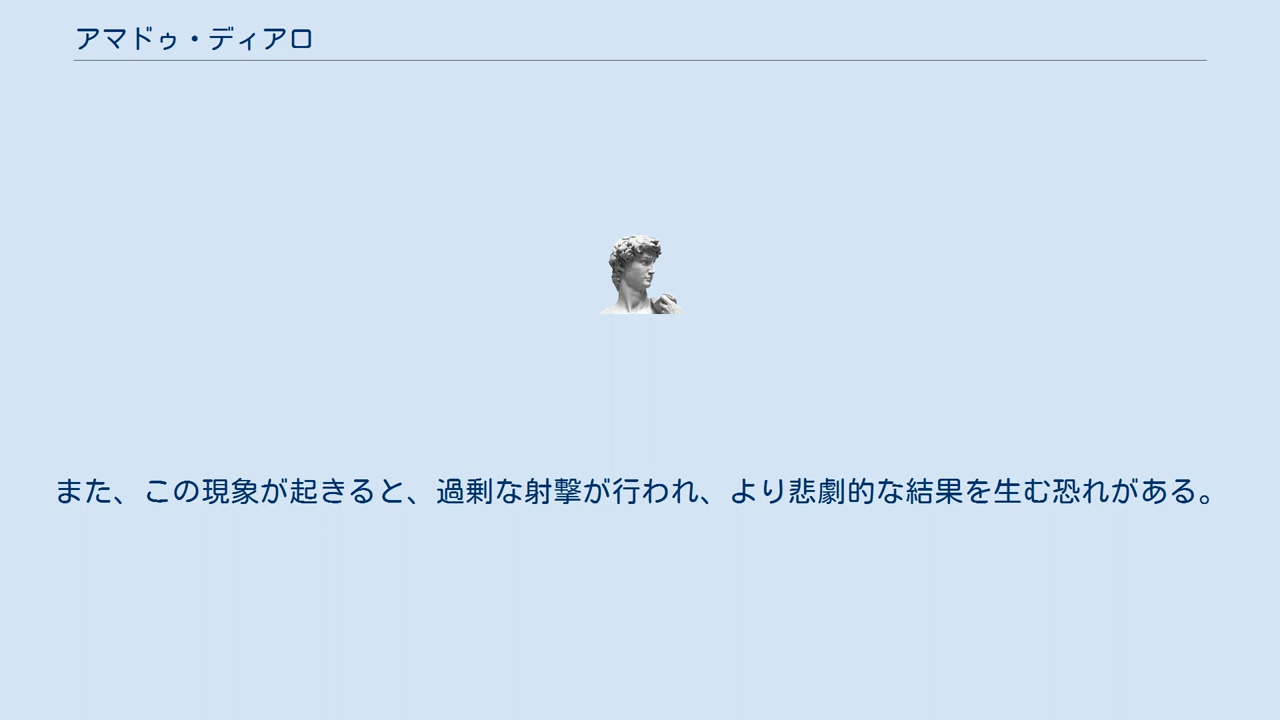 アマドゥ・ディアロ
また、この現象が起きると、過剰な射撃が行われ、より悲劇的な結果を生む恐れがある。